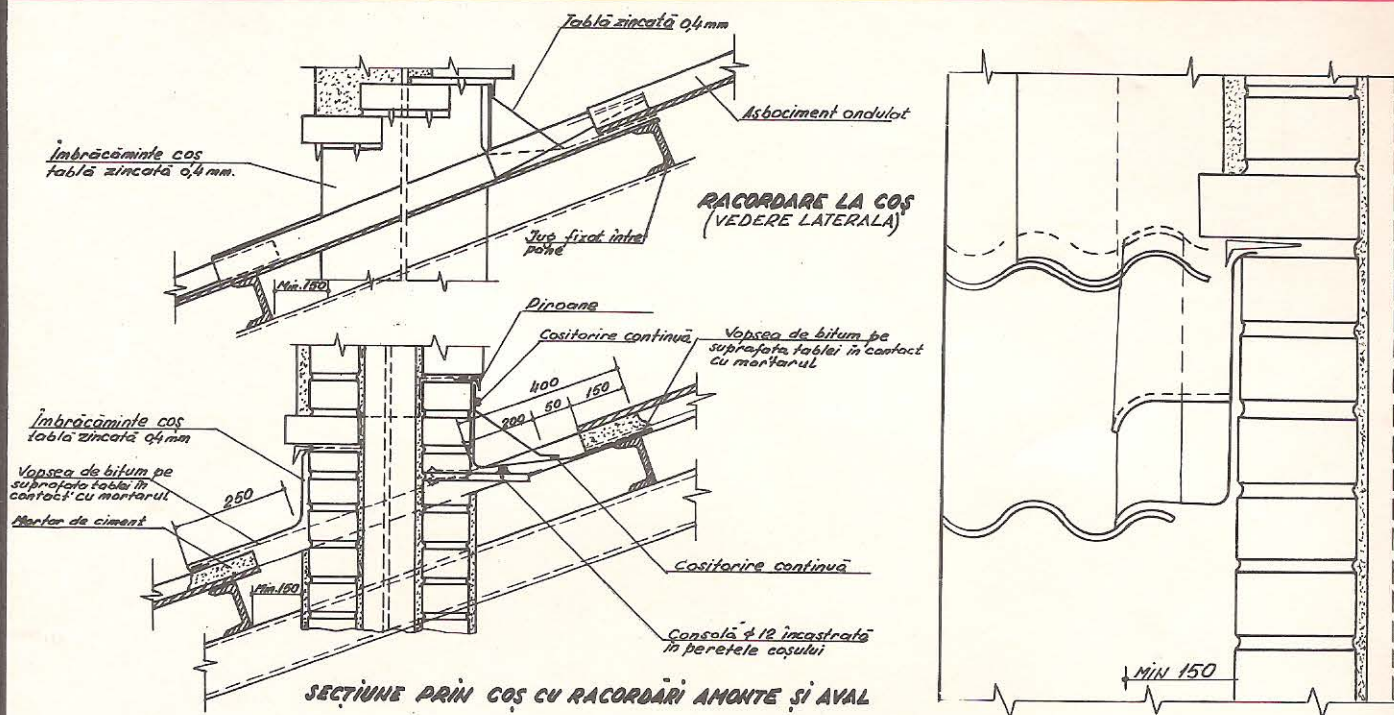 Tablă zincată 0,4mm
Asbociment ondulat
Îmbrăcăminte coș
tablă zincată 0,4mm.
RACORDARE LA COȘ
(VEDERE LATERALA)
Jug fixat între
pane
Min.150
Piroane
Cositorire continuă
Vopsea de bitum pe
suprafața tablei în contact
cu mortarul
400
200
50
150
Îmbrăcăminte coș
tablă zincată 0,4mm
Vopsea de bitum pe
suprafața tablei în
contact cu mortarul
250
Mortar de ciment
Min.150
Cositorire continuă
Consolă ϕ 12 încastrată
în peretele coșului
SECȚIUNE PRIN COȘ CU RACORDĂRI AMONTE ȘI AVAL
MIN 150